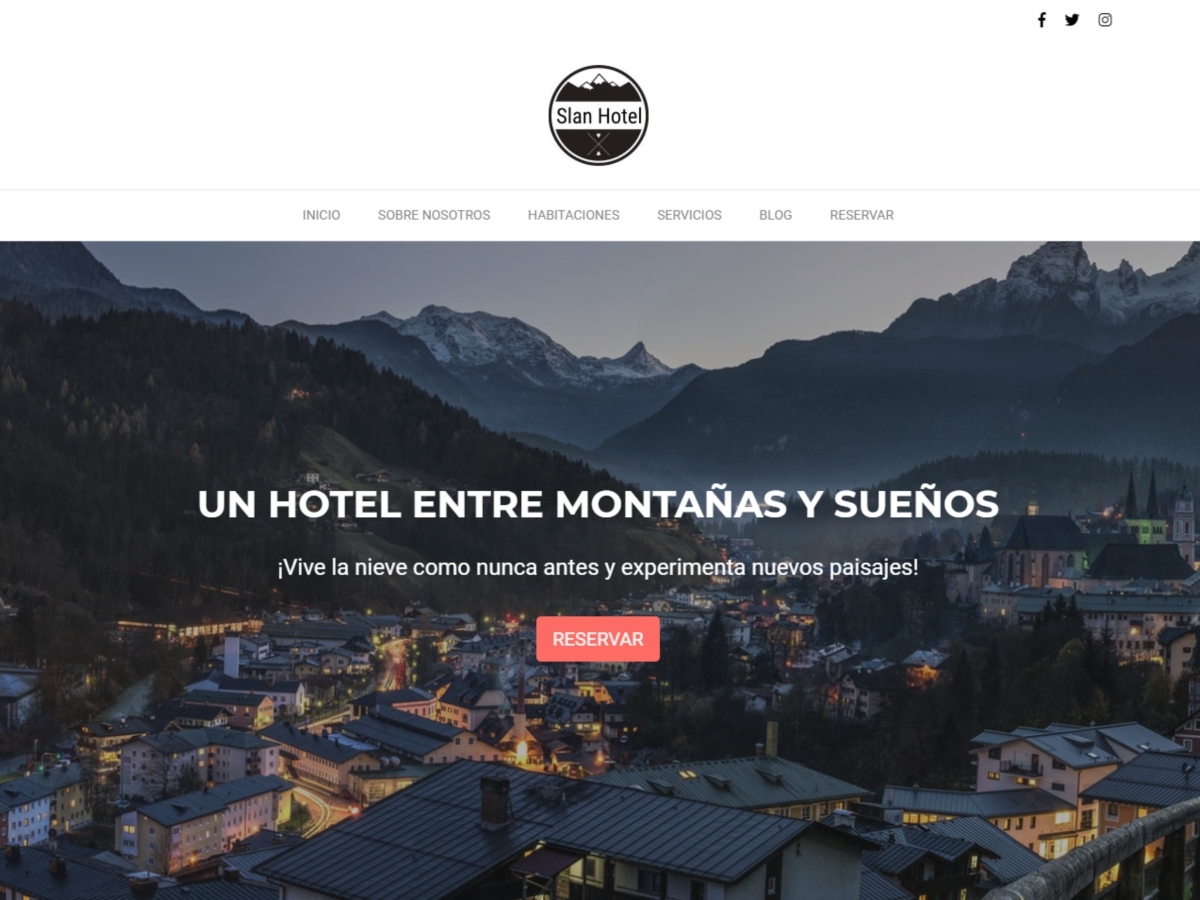 Slan Hotel
INICIO
SOBRE NOSOTROS
HABITACIONES
SERVICIOS
BLOG
RESERVAR
UN HOTEL ENTRE MONTAÑAS Y SUEÑOS
¡Vive la nieve como nunca antes y experimenta nuevos paisajes!
RESERVAR